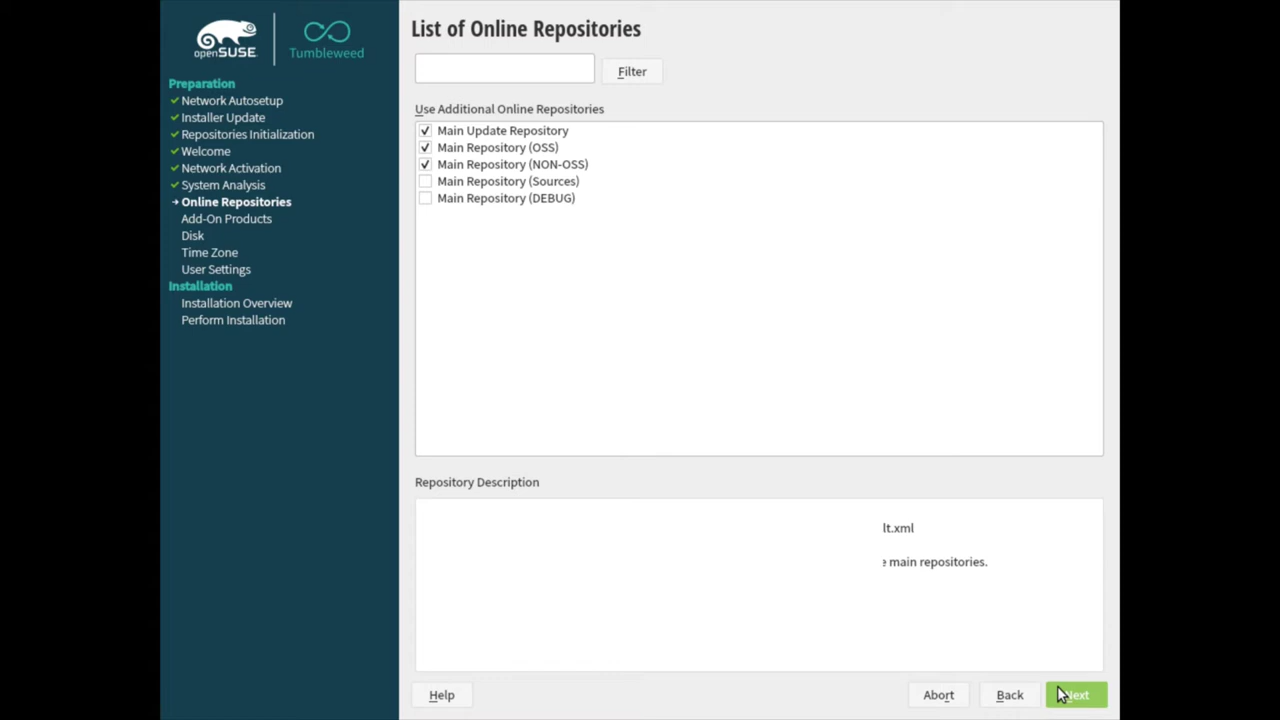 openSUSE
Tumbleweed
Preparation
Network Autosetup
Installer Update
Repositories Initialization
Welcome
Network Activation
System Analysis
Online Repositories
Add-On Products
Disk
Time Zone
User Settings
Installation
Installation Overview
Perform Installation
List of Online Repositories
Filter
Use Additional Online Repositories
Main Update Repository
Main Repository (OSS)
Main Repository (NON-OSS)
Main Repository (Sources)
Main Repository (DEBUG)
Repository Description
lt.xml
main repositories.
Help
Abort
Back
Next